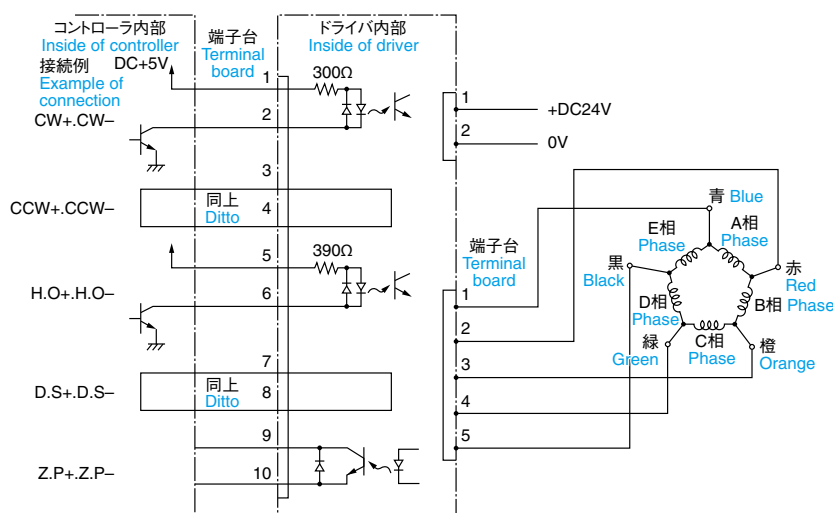 コントローラ内部
Inside of controller
端子台
Terminal
board
ドライバ内部
Inside of driver
接続例
Example of
connection
DC+5V
1
300Ω
CW+.CW−
2
3
CCW+.CCW−
同上
Ditto
4
5
390Ω
H.O+.H.O−
6
7
D.S+.D.S−
同上
Ditto
8
9
Z.P+.Z.P−
10
1
+DC24V
2
0V
端子台
Terminal
board
1
2
3
4
5
青 Blue
E相
Phase
A相
Phase
黒
Black
赤
Red
D相
Phase
B相 Phase
C相
Phase
緑
Green
橙
Orange